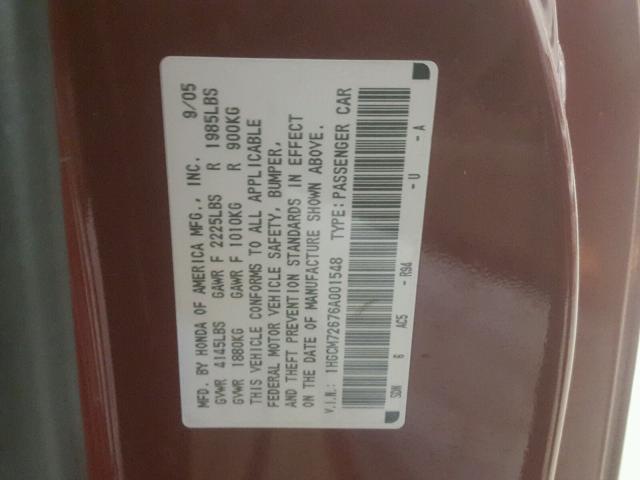 MFD. BY HONDA OF AMERICA MFG., INC. 9/05
GVWR 4145LBS GAWR F 2225LBS R 1985LBS
GVWR 1880KG GAWR F 1010KG R 900KG
THIS VEHICLE CONFORMS TO ALL APPLICABLE
FEDERAL MOTOR VEHICLE SAFETY, BUMPER,
AND THEFT PREVENTION STANDARDS IN EFFECT
ON THE DATE OF MANUFACTURE SHOWN ABOVE.
V.I.N.: 1HGCM72676A001548 TYPE:PASSENGER CAR
SDN 6 AC5 - R94 - U - A